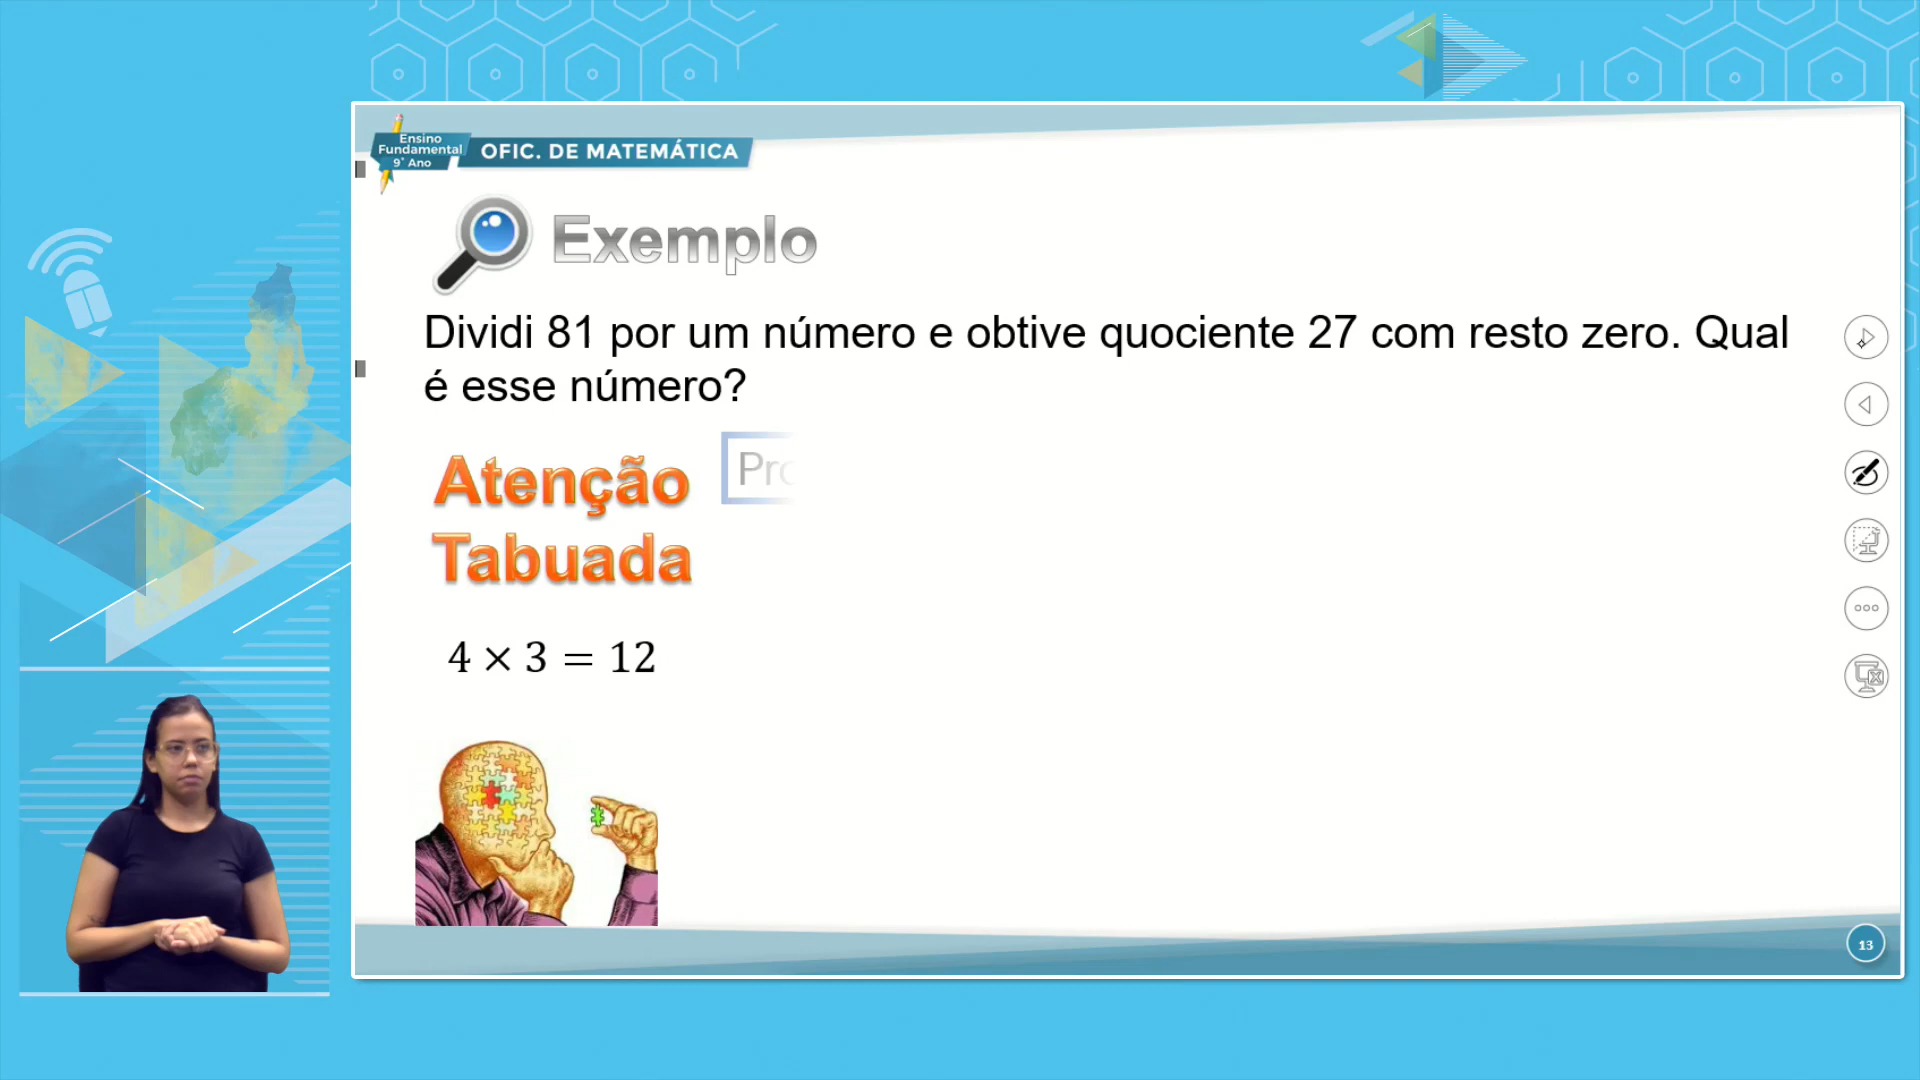 Ensino
Fundamental
9° Ano
OFIC. DE MATEMÁTICA
Exemplo
Dividi 81 por um número e obtive quociente 27 com resto zero. Qual
é esse número?
Atenção
Tabuada
4 × 3 = 12
13